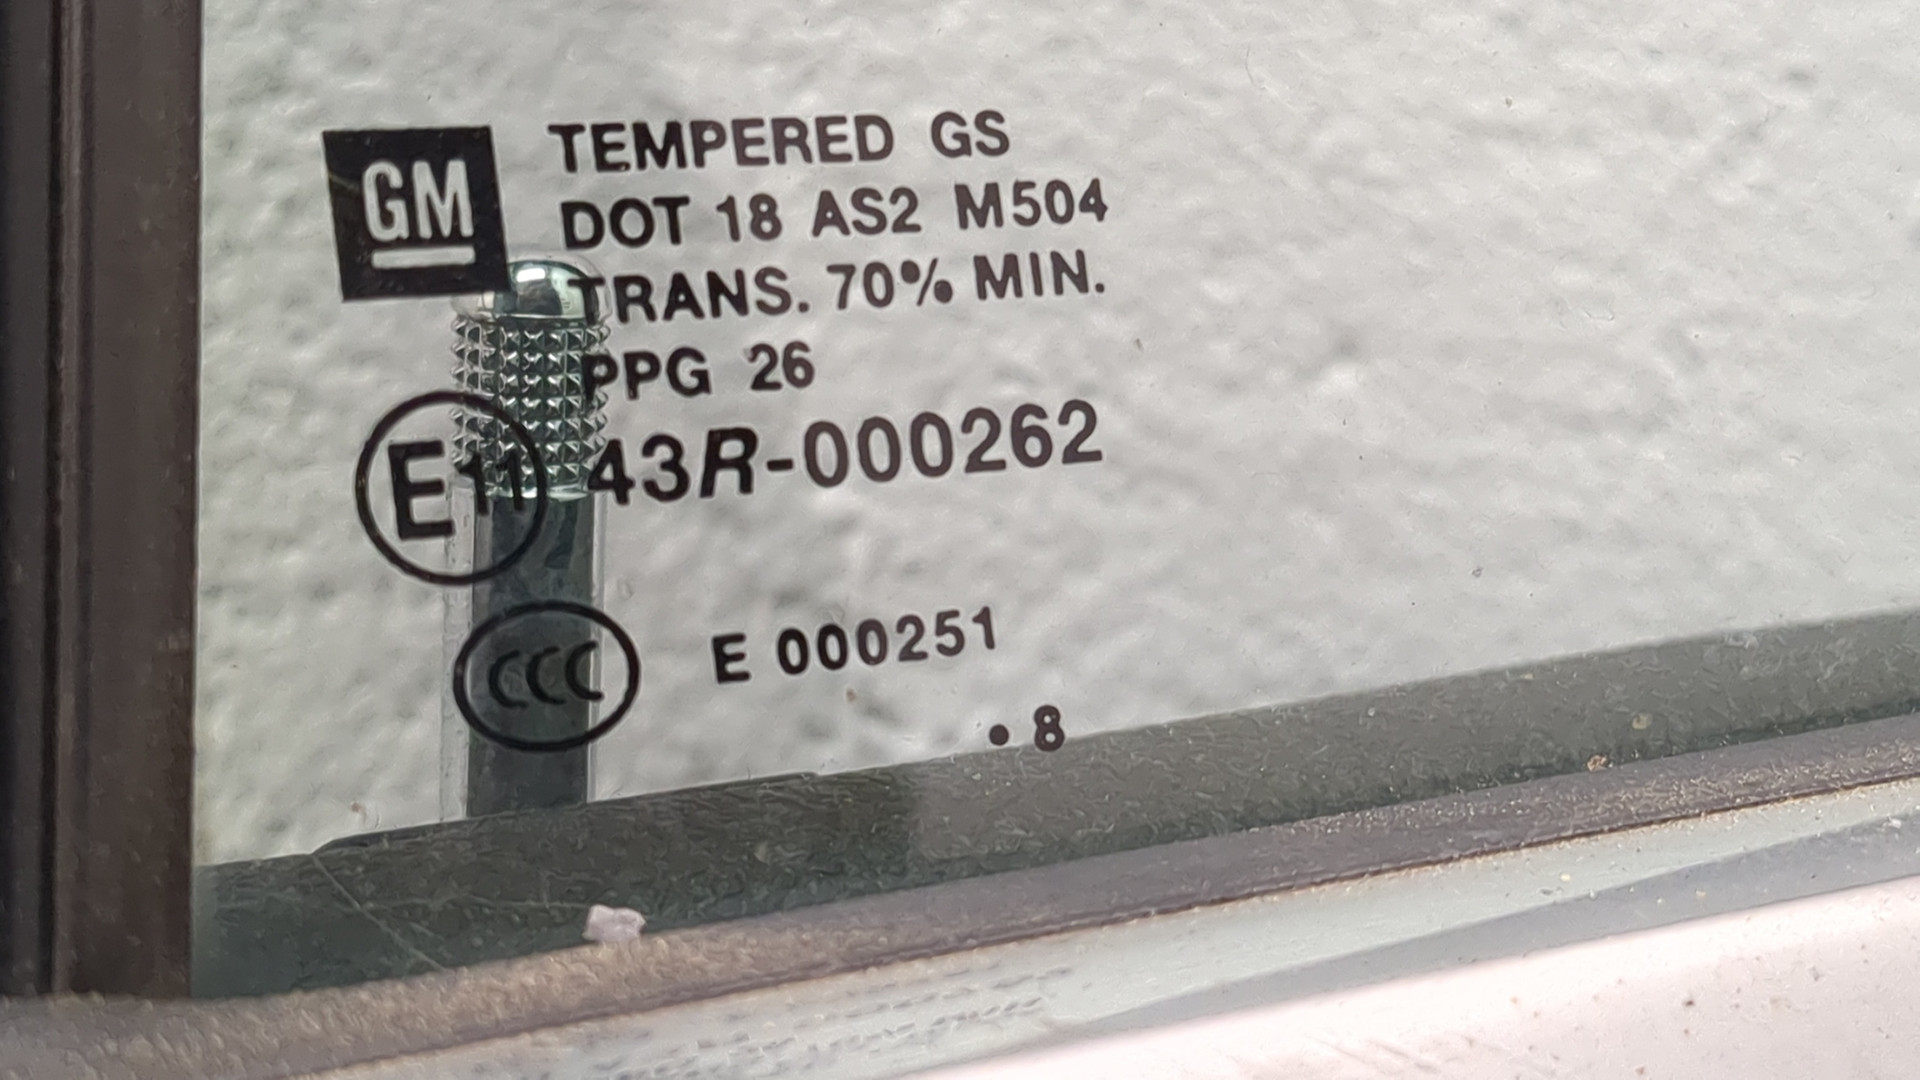 GM
TEMPERED GS
DOT 18 AS2 M504
TRANS. 70% MIN.
PPG 26
E11 43R-000262
CCC E 000251
• 8